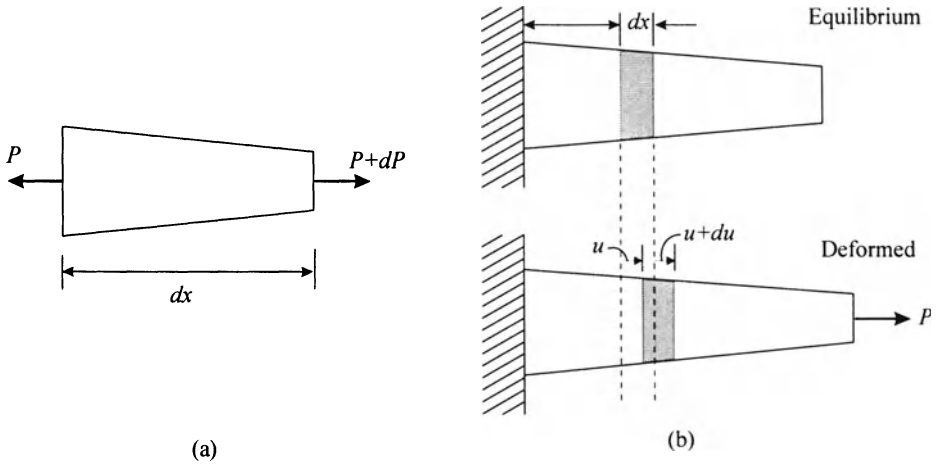 P
P+dP
dx
(a)
dx
Equilibrium
u
u+du
Deformed
P
(b)